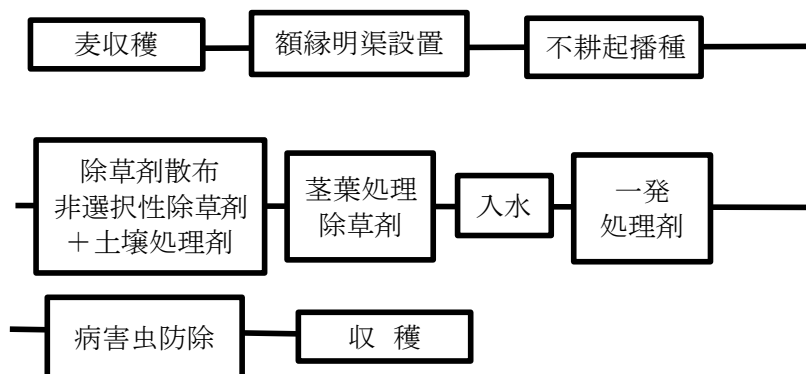 麦収穫
額縁明渠設置
不耕起播種
除草剤散布
非選択性除草剤
＋土壌処理剤
茎葉処理
除草剤
入水
一発
処理剤
病害虫防除
収 穫